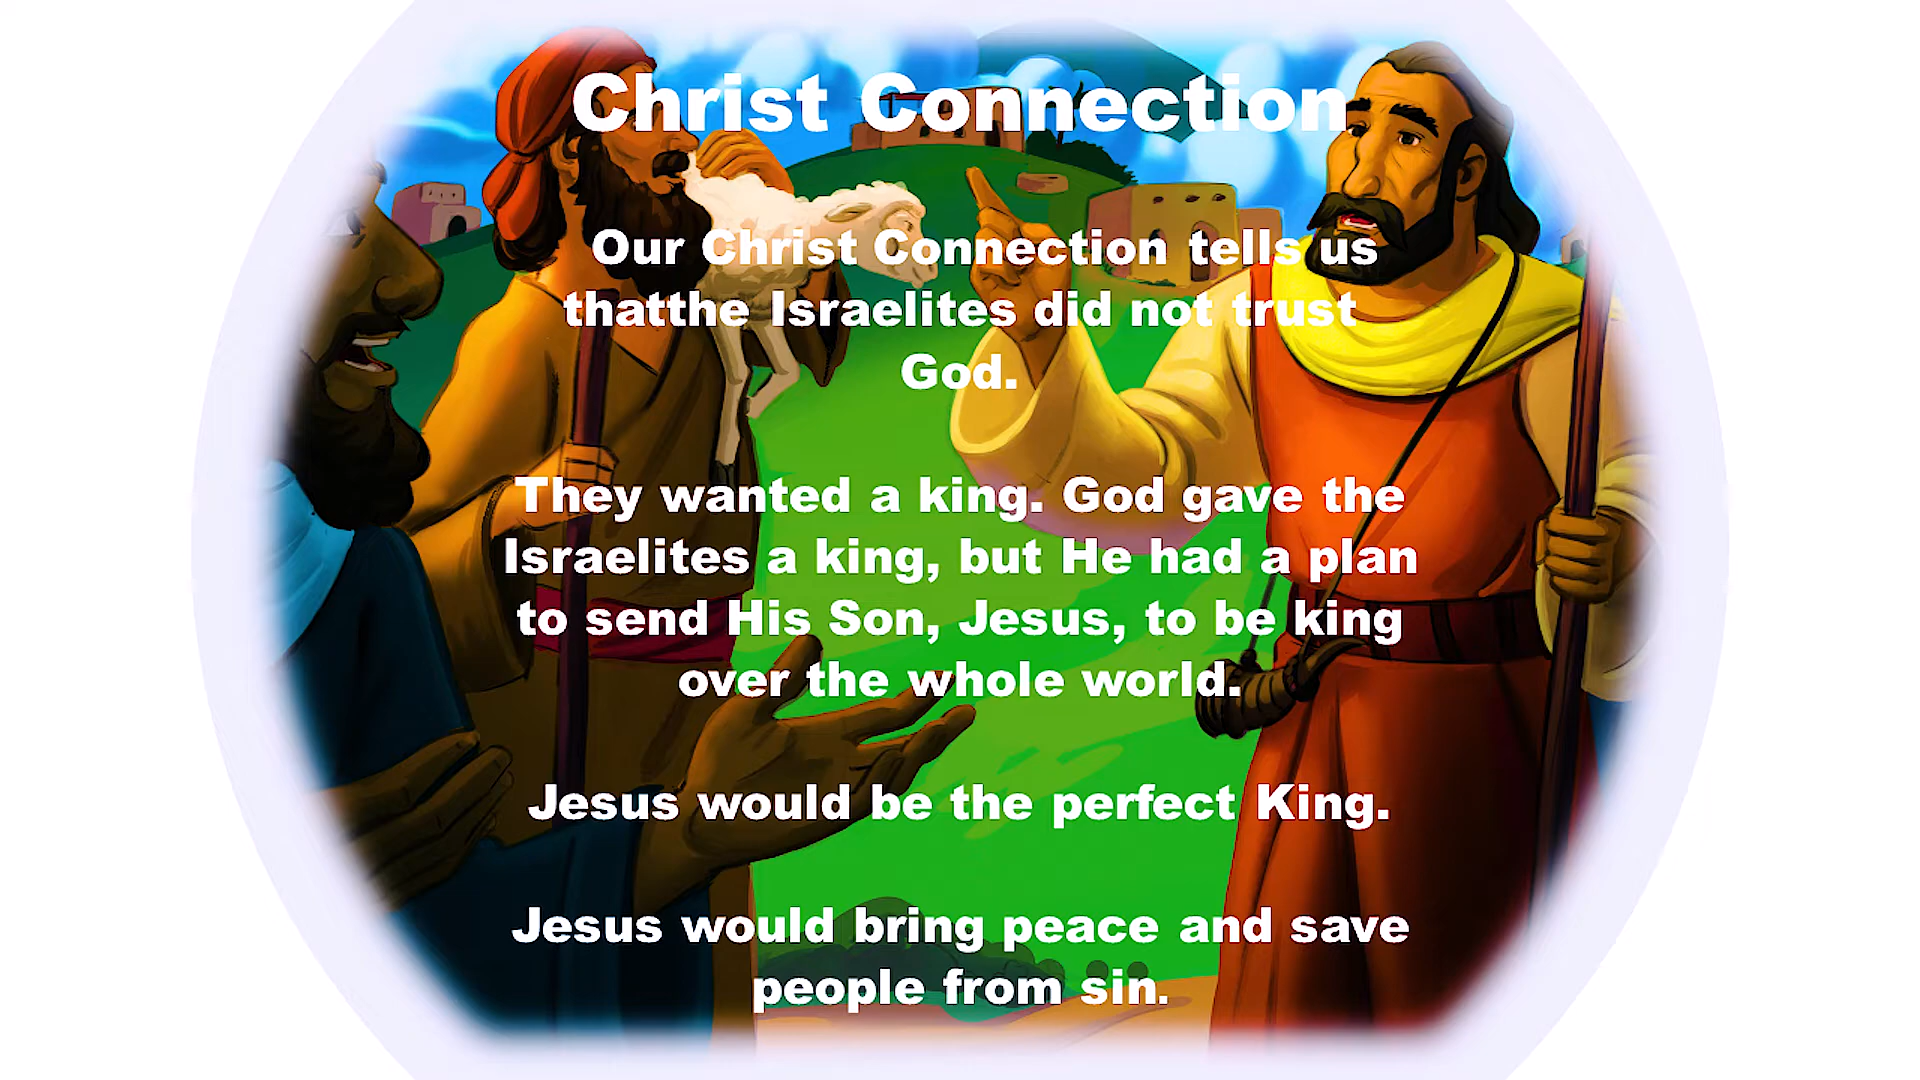 Christ Connection
Our Christ Connection tells us
thatthe Israelites did not trust
God.
They wanted a king. God gave the
Israelites a king, but He had a plan
to send His Son, Jesus, to be king
over the whole world.
Jesus would be the perfect King.
Jesus would bring peace and save
people from sin.